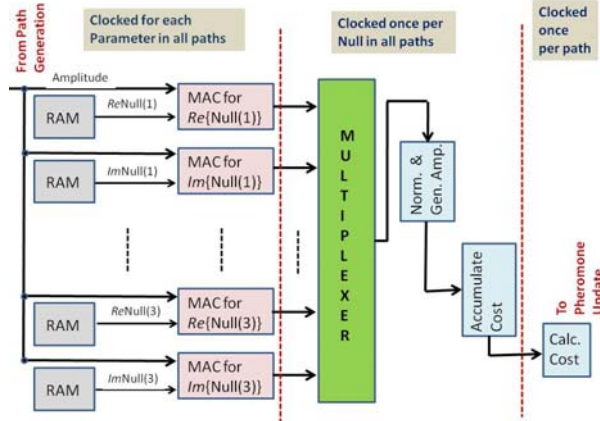 From Path
Generation
Clocked for each
Parameter in all paths
Clocked once per
Null in all paths
Clocked
once
per path
Amplitude
RAM
ReNull(1)
MAC for
Re{Null(1)}
RAM
ImNull(1)
MAC for
Im{Null(1)}
RAM
ReNull(3)
MAC for
Re{Null(3)}
RAM
ImNull(3)
MAC for
Im{Null(3)}
MULTIPLEXER
Norm. &
Gen. Amp.
Accumulate
Cost
Calc.
Cost
To
Pheromone
Update